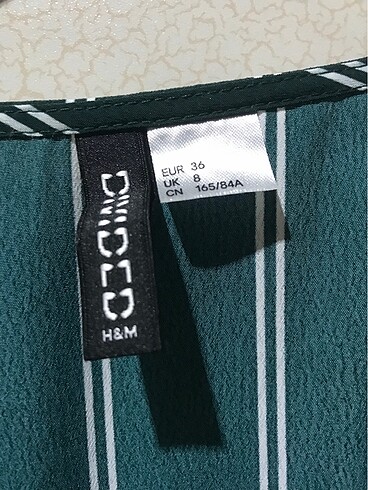 DIVIDED
H&M
EUR 36
UK 8
CN 165/84A